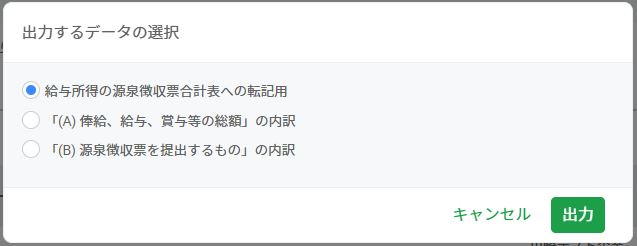 出力するデータの選択
給与所得の源泉徴収票合計表への転記用
「(A) 俸給、給与、賞与等の総額」の内訳
「(B) 源泉徴収票を提出するもの」の内訳
キャンセル 出力